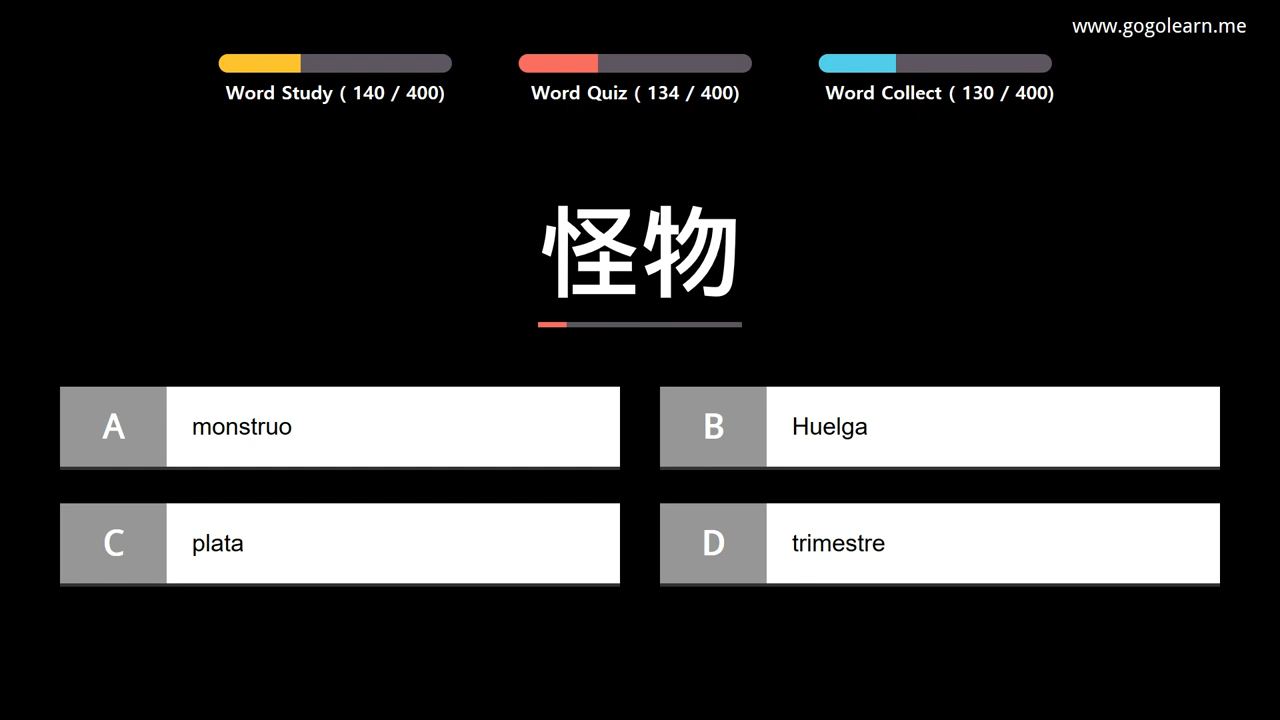 www.gogolearn.me
Word Study ( 140 / 400)
Word Quiz ( 134 / 400)
Word Collect ( 130 / 400)
怪物
A monstruo
B Huelga
C plata
D trimestre